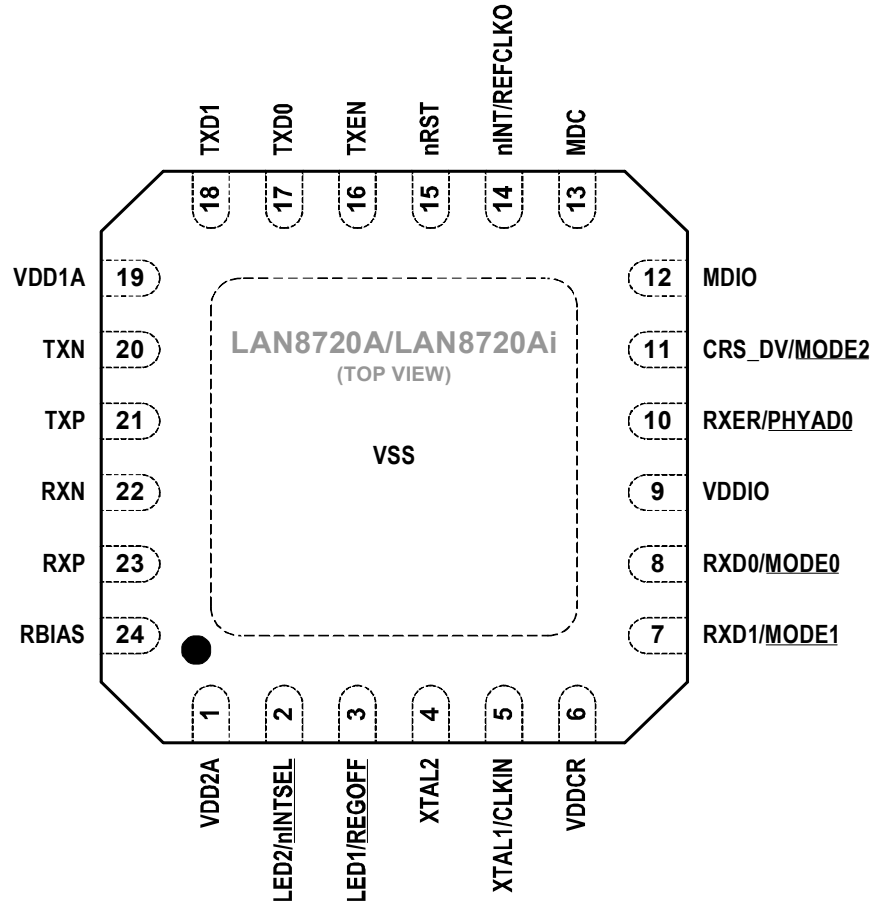 TXD1
TXD0
TXEN
nRST
nINT/REFCLKO
MDC
18
17
16
15
14
13
VDD1A 19
12 MDIO
TXN 20
11 CRS_DV/MODE2
TXP 21
10 RXER/PHYAD0
RXN 22
9 VDDIO
RXP 23
8 RXD0/MODE0
RBIAS 24
7 RXD1/MODE1
LAN8720A/LAN8720Ai
(TOP VIEW)
VSS
1
2
3
4
5
6
VDD2A
LED2/nINTSEL
LED1/REGOFF
XTAL2
XTAL1/CLKIN
VDDCR